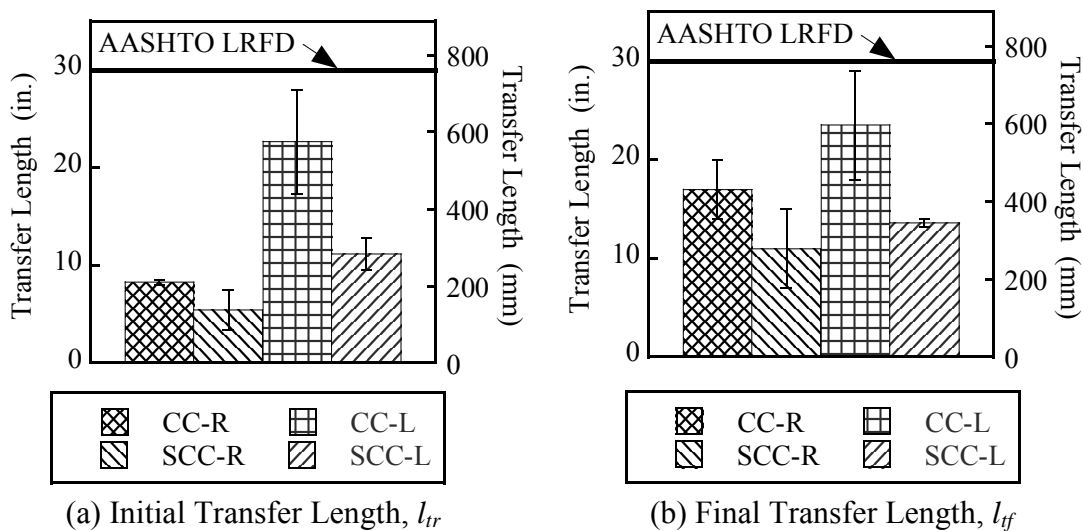 AASHTO LRFD
Transfer Length (in.)
30
20
10
0
800
600
400
200
0
Transfer Length (mm)
CC-R
CC-L
SCC-R
SCC-L
(a) Initial Transfer Length, ltr
AASHTO LRFD
Transfer Length (in.)
30
20
10
0
800
600
400
200
0
Transfer Length (mm)
CC-R
CC-L
SCC-R
SCC-L
(b) Final Transfer Length, ltf